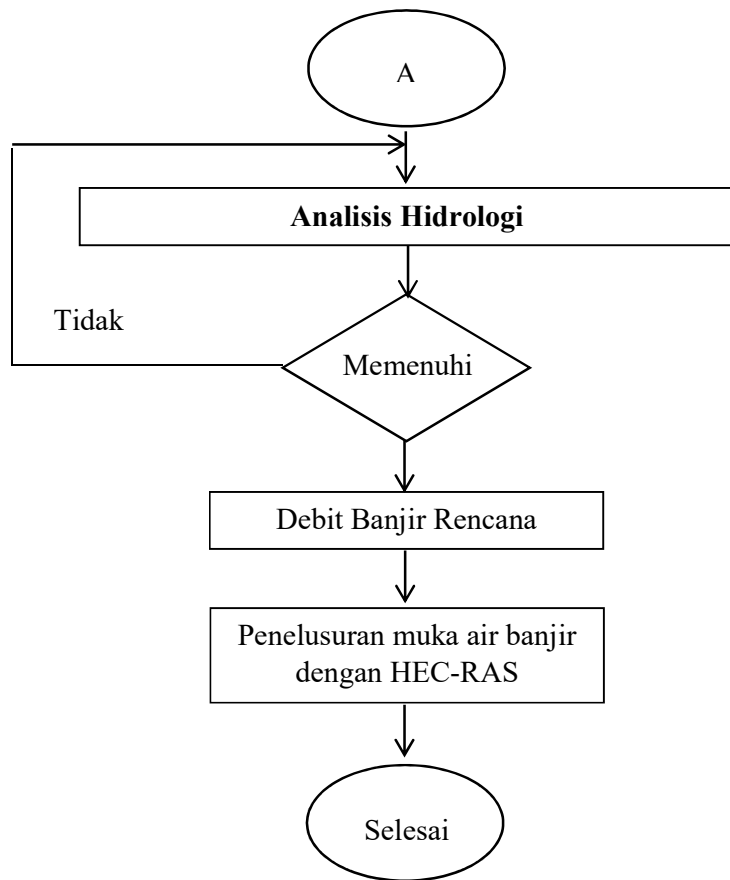 A
Analisis Hidrologi
Tidak
Memenuhi
Debit Banjir Rencana
Penelusuran muka air banjir
dengan HEC-RAS
Selesai